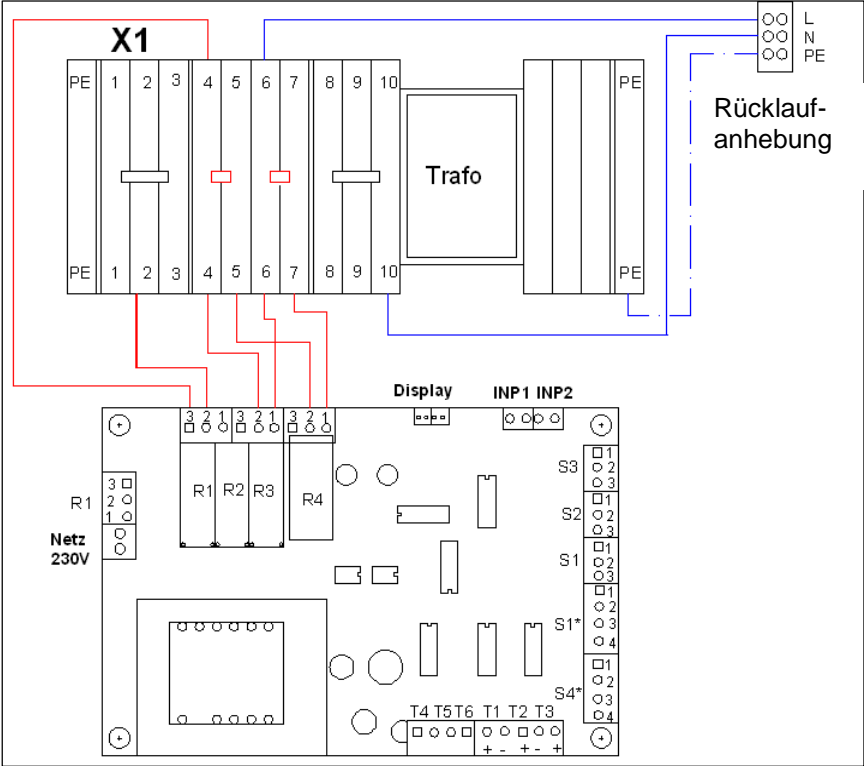 L
N
PE
X1
PE 1 2 3 4 5 6 7 8 9 10 PE
Rücklauf-
anhebung
Trafo
PE 1 2 3 4 5 6 7 8 9 10 PE
Display INP1 INP2
3 2 1 3 2 1 3 2 1
S3 1 2 3
R1 3 2 1
R1 R2 R3 R4
S2 1 2 3
Netz
230V
S1 1 2 3
S1* 1 2 3 4
S4* 1 2 3 4
T4 T5 T6 T1 T2 T3
+ - + - +